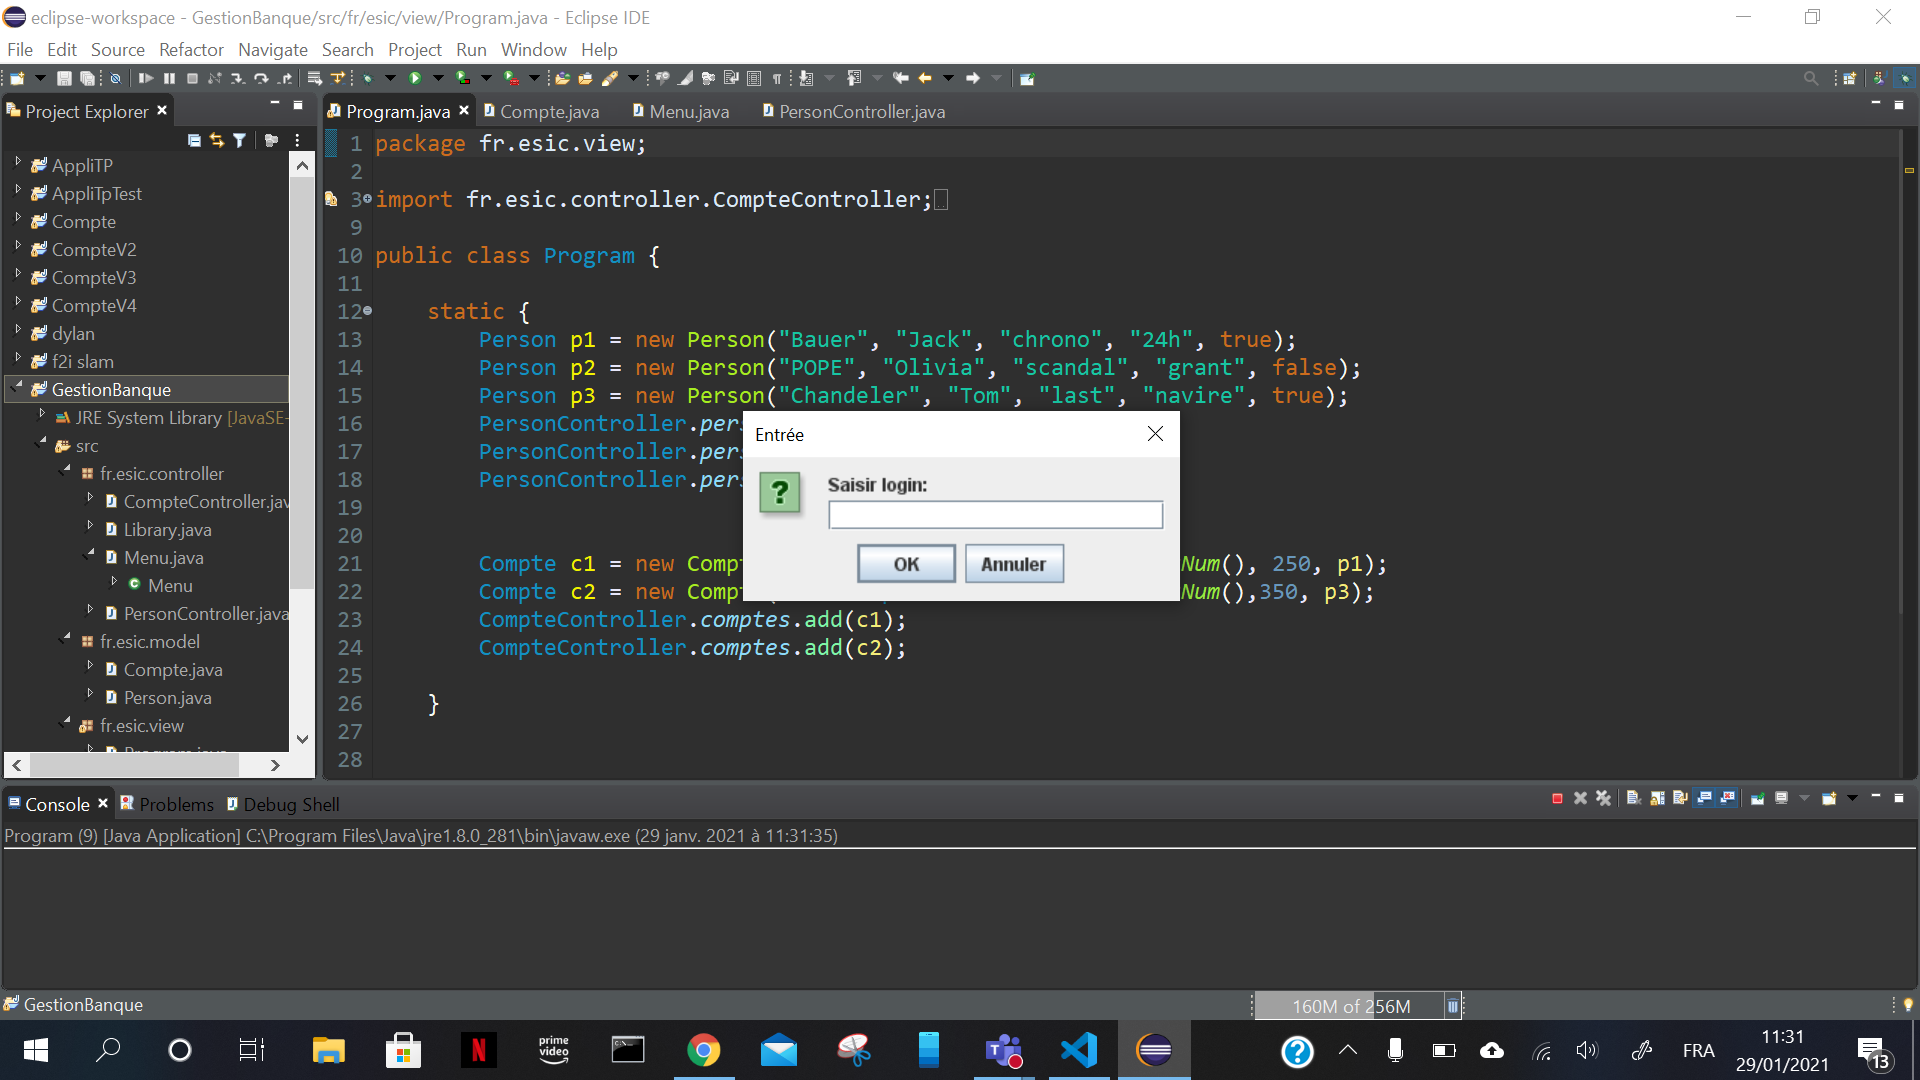 eclipse-workspace - GestionBanque/src/fr/esic/view/Program.java - Eclipse IDE
File Edit Source Refactor Navigate Search Project Run Window Help
Project Explorer
Program.java Compte.java Menu.java PersonController.java
AppliTP
AppliTpTest
Compte
CompteV2
CompteV3
CompteV4
dylan
f2i slam
GestionBanque
JRE System Library [JavaSE-
src
fr.esic.controller
CompteController.jav
Library.java
Menu.java
Menu
PersonController.java
fr.esic.model
Compte.java
Person.java
fr.esic.view
Program.java
1 package fr.esic.view;
2
3 import fr.esic.controller.CompteController;
9
10 public class Program {
11
12 static {
13 Person p1 = new Person("Bauer", "Jack", "chrono", "24h", true);
14 Person p2 = new Person("POPE", "Olivia", "scandal", "grant", false);
15 Person p3 = new Person("Chandeler", "Tom", "last", "navire", true);
16 PersonController.pers
17 PersonController.pers
18 PersonController.pers
19
20
21 Compte c1 = new Comp Num(), 250, p1);
22 Compte c2 = new Compt Num(),350, p3);
23 CompteController.comptes.add(c1);
24 CompteController.comptes.add(c2);
25
26 }
27
28
Entrée
Saisir login:
OK Annuler
Console Problems Debug Shell
Program (9) [Java Application] C:\Program Files\Java\jre1.8.0_281\bin\javaw.exe (29 janv. 2021 à 11:31:35)
GestionBanque
160M of 256M
prime
video
FRA
11:31
29/01/2021
13